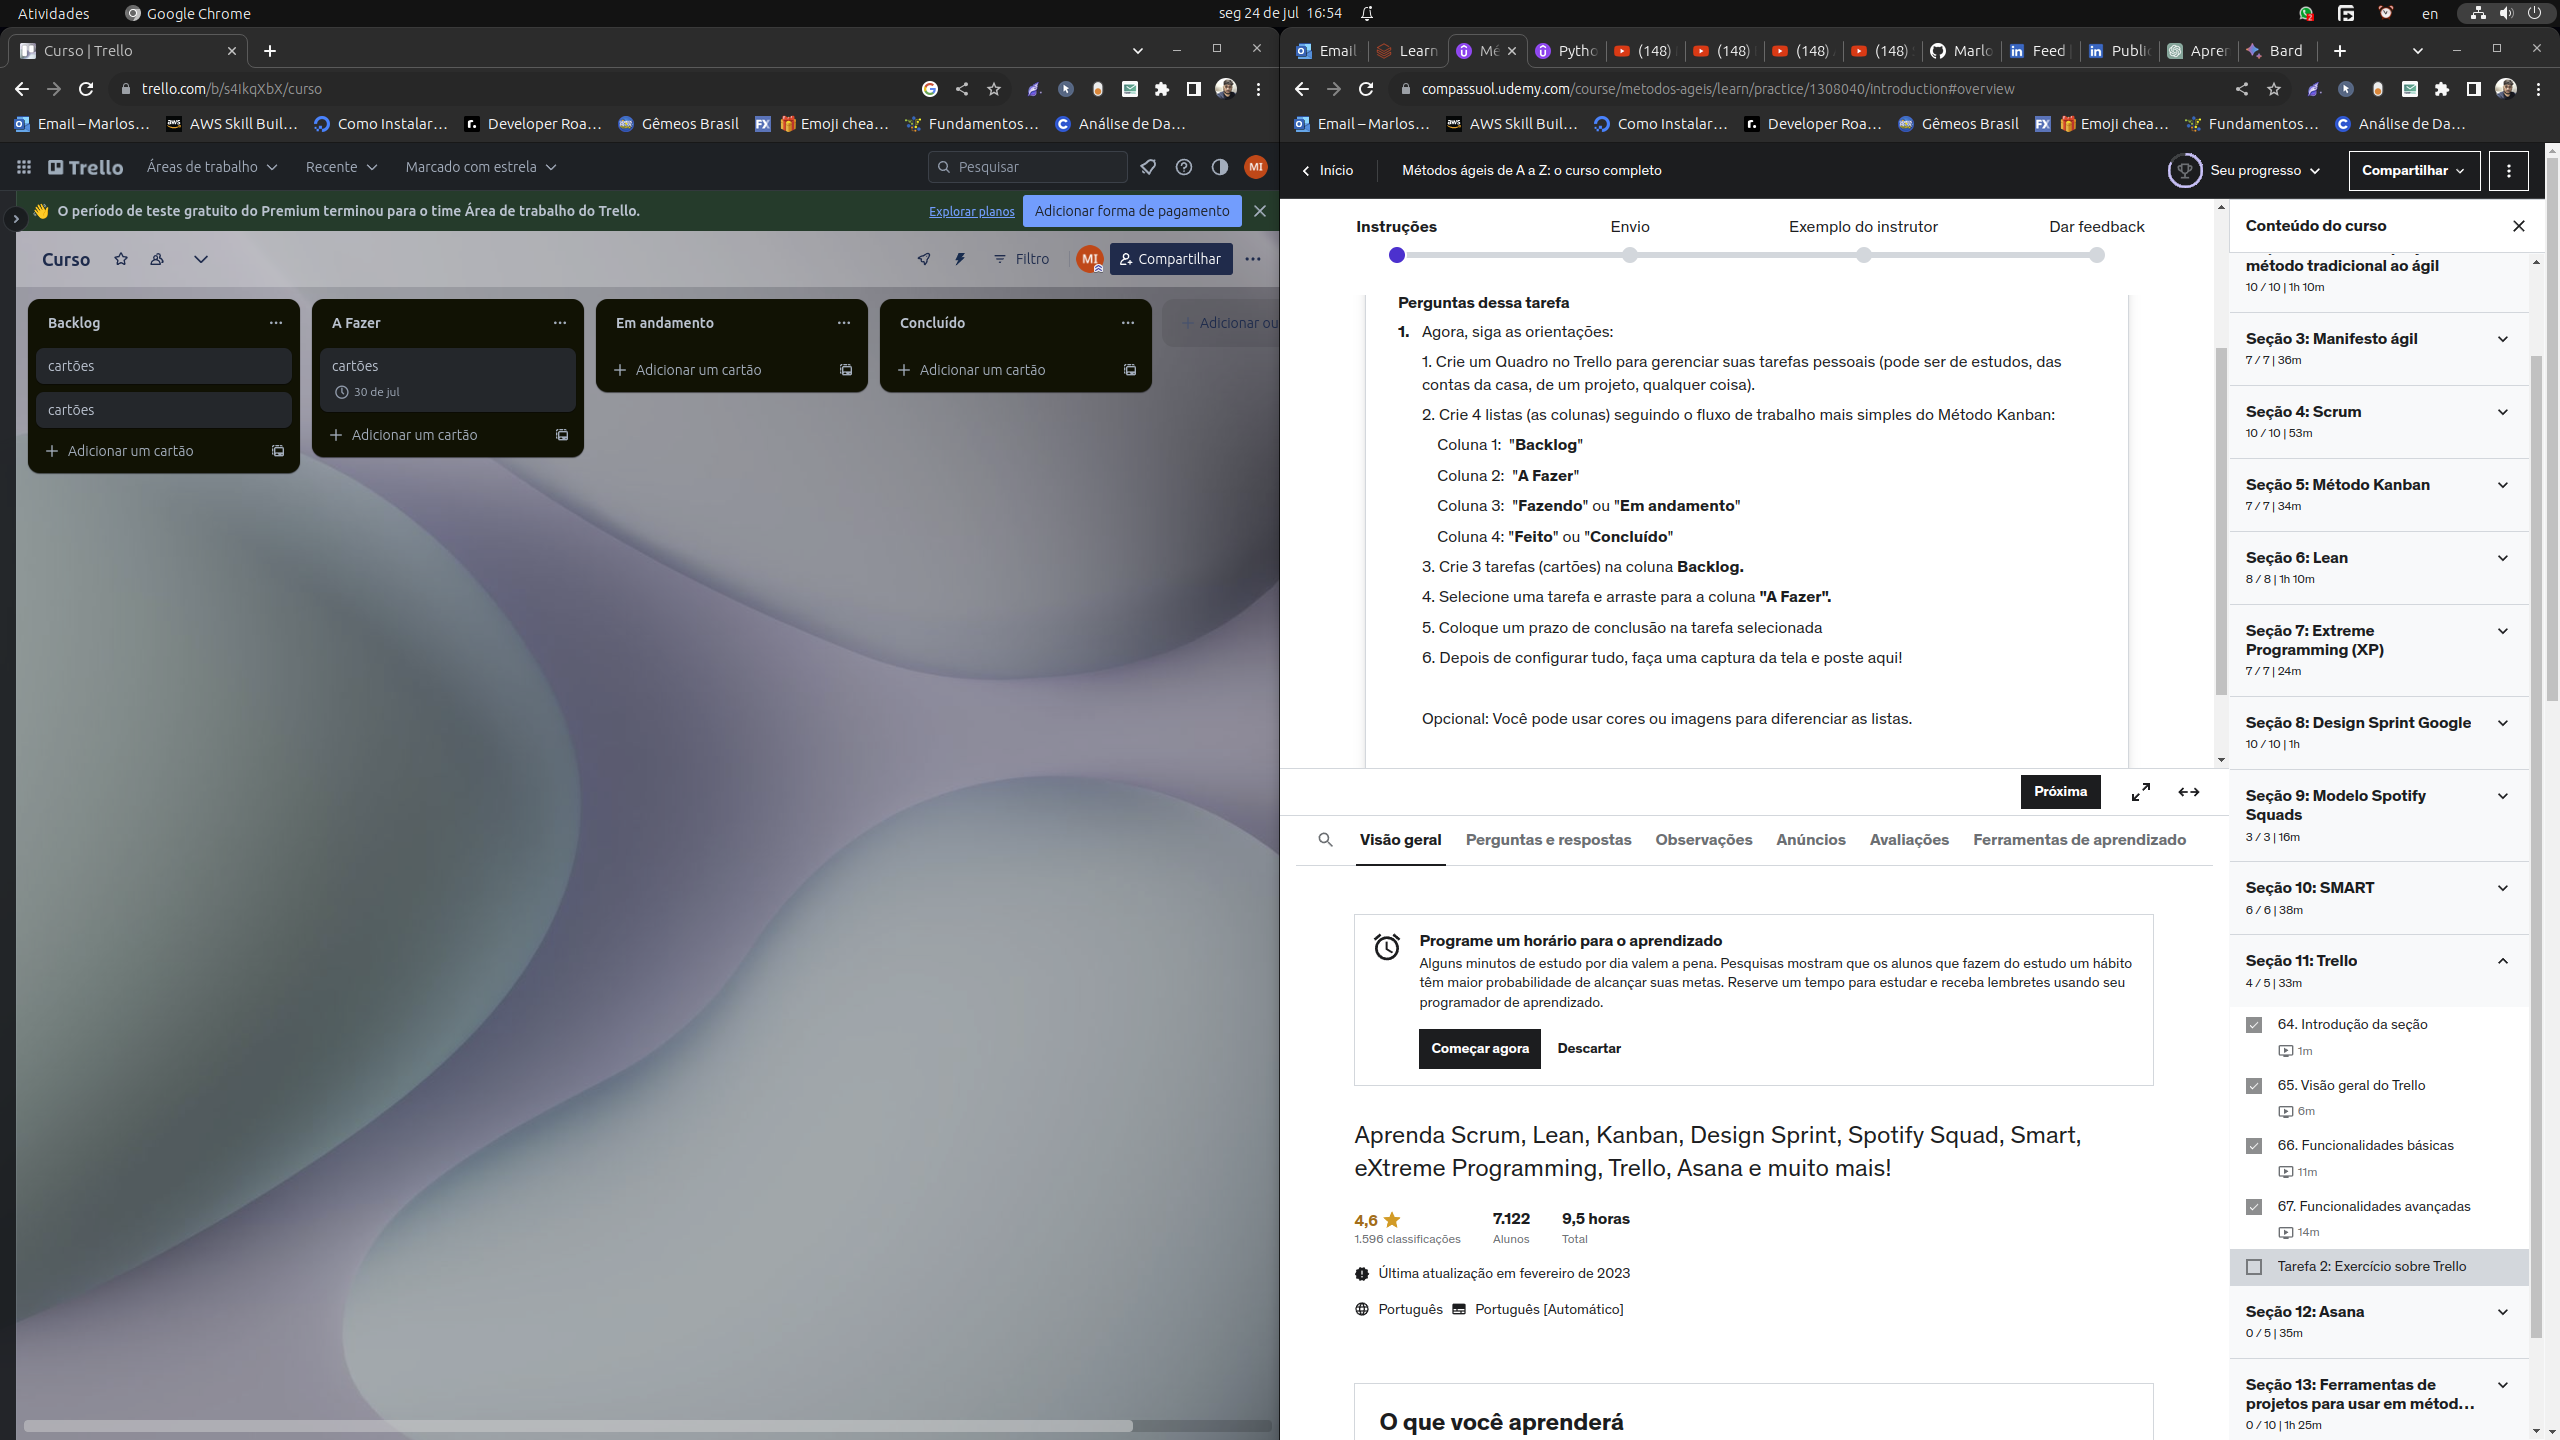 Atividades
Google Chrome
seg 24 de jul 16:54
en
Curso | Trello
trello.com/b/s4IkqXbX/curso
Email – Marlos…
AWS Skill Buil…
Como Instalar…
Developer Roa…
Gêmeos Brasil
Emoji chea…
Fundamentos…
Análise de Da…
Trello
Áreas de trabalho
Recente
Marcado com estrela
Pesquisar
MI
O período de teste gratuito do Premium terminou para o time Área de trabalho do Trello.
Explorar planos
Adicionar forma de pagamento
Curso
Filtro
MI
Compartilhar
Backlog
cartões
cartões
Adicionar um cartão
A Fazer
cartões
30 de jul
Adicionar um cartão
Em andamento
Adicionar um cartão
Concluído
Adicionar um cartão
Adicionar ou
Email
Learn
Mé
Pytho
(148)
(148)
(148)
(148)
Marlo
Feed
Public
Apren
Bard
compassuol.udemy.com/course/metodos-ageis/learn/practice/1308040/introduction#overview
Email – Marlos…
AWS Skill Buil…
Como Instalar…
Developer Roa…
Gêmeos Brasil
Emoji chea…
Fundamentos…
Análise de Da…
Início
Métodos ágeis de A a Z: o curso completo
Seu progresso
Compartilhar
Instruções
Envio
Exemplo do instrutor
Dar feedback
Perguntas dessa tarefa
1. Agora, siga as orientações:
1. Crie um Quadro no Trello para gerenciar suas tarefas pessoais (pode ser de estudos, das
contas da casa, de um projeto, qualquer coisa).
2. Crie 4 listas (as colunas) seguindo o fluxo de trabalho mais simples do Método Kanban:
Coluna 1: "Backlog"
Coluna 2: "A Fazer"
Coluna 3: "Fazendo" ou "Em andamento"
Coluna 4: "Feito" ou "Concluído"
3. Crie 3 tarefas (cartões) na coluna Backlog.
4. Selecione uma tarefa e arraste para a coluna "A Fazer".
5. Coloque um prazo de conclusão na tarefa selecionada
6. Depois de configurar tudo, faça uma captura da tela e poste aqui!
Opcional: Você pode usar cores ou imagens para diferenciar as listas.
Próxima
Visão geral
Perguntas e respostas
Observações
Anúncios
Avaliações
Ferramentas de aprendizado
Programe um horário para o aprendizado
Alguns minutos de estudo por dia valem a pena. Pesquisas mostram que os alunos que fazem do estudo um hábito
têm maior probabilidade de alcançar suas metas. Reserve um tempo para estudar e receba lembretes usando seu
programador de aprendizado.
Começar agora
Descartar
Aprenda Scrum, Lean, Kanban, Design Sprint, Spotify Squad, Smart,
eXtreme Programming, Trello, Asana e muito mais!
4,6
7.122
9,5 horas
1.596 classificações
Alunos
Total
Última atualização em fevereiro de 2023
Português
Português [Automático]
O que você aprenderá
Conteúdo do curso
método tradicional ao ágil
10 / 10 | 1h 10m
Seção 3: Manifesto ágil
7 / 7 | 36m
Seção 4: Scrum
10 / 10 | 53m
Seção 5: Método Kanban
7 / 7 | 34m
Seção 6: Lean
8 / 8 | 1h 10m
Seção 7: Extreme
Programming (XP)
7 / 7 | 24m
Seção 8: Design Sprint Google
10 / 10 | 1h
Seção 9: Modelo Spotify
Squads
3 / 3 | 16m
Seção 10: SMART
6 / 6 | 38m
Seção 11: Trello
4 / 5 | 33m
64. Introdução da seção
1m
65. Visão geral do Trello
6m
66. Funcionalidades básicas
11m
67. Funcionalidades avançadas
14m
Tarefa 2: Exercício sobre Trello
Seção 12: Asana
0 / 5 | 35m
Seção 13: Ferramentas de
projetos para usar em métod…
0 / 10 | 1h 25m